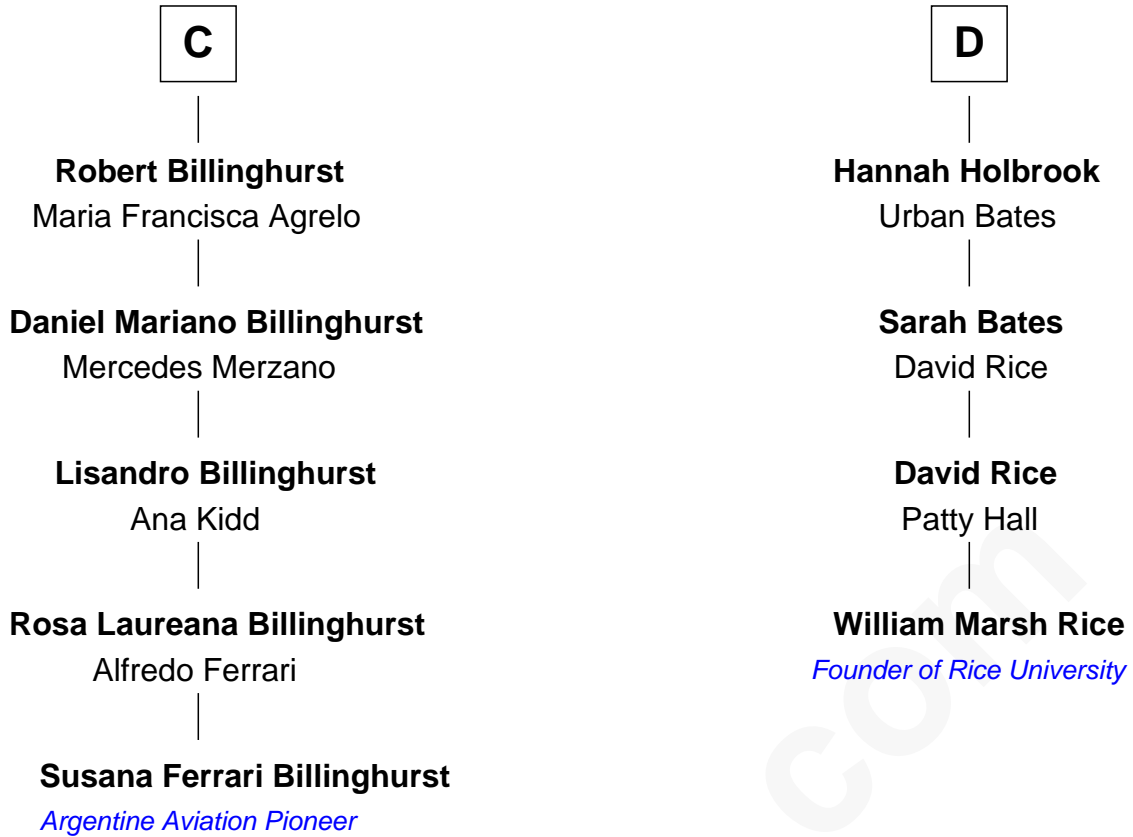 C
Robert Billinghurst
Maria Francisca Agrelo
Daniel Mariano Billinghurst
Mercedes Merzano
Lisandro Billinghurst
Ana Kidd
Rosa Laureana Billinghurst
Alfredo Ferrari
Susana Ferrari Billinghurst
Argentine Aviation Pioneer
D
Hannah Holbrook
Urban Bates
Sarah Bates
David Rice
David Rice
Patty Hall
William Marsh Rice
Founder of Rice University
com